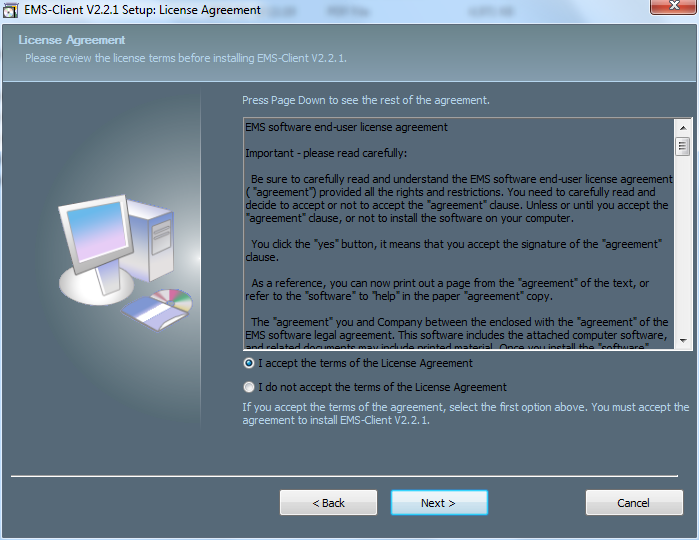 EMS-Client V2.2.1 Setup: License Agreement
License Agreement
Please review the license terms before installing EMS-Client V2.2.1.
Press Page Down to see the rest of the agreement.
EMS software end-user license agreement
Important - please read carefully:
Be sure to carefully read and understand the EMS software end-user license agreement
( "agreement") provided all the rights and restrictions. You need to carefully read and
decide to accept or not to accept the "agreement" clause. Unless or until you accept the
"agreement" clause, or not to install the software on your computer.
You click the "yes" button, it means that you accept the signature of the "agreement"
clause.
As a reference, you can now print out a page from the "agreement" of the text, or
refer to the "software" to "help" in the paper "agreement" copy.
The "agreement" you and Company between the enclosed with the "agreement" of the
EMS software legal agreement. This software includes the attached computer software,
and related documents may include printed material. Once you install the "software"
I accept the terms of the License Agreement
I do not accept the terms of the License Agreement
If you accept the terms of the agreement, select the first option above. You must accept the
agreement to install EMS-Client V2.2.1.
< Back
Next >
Cancel